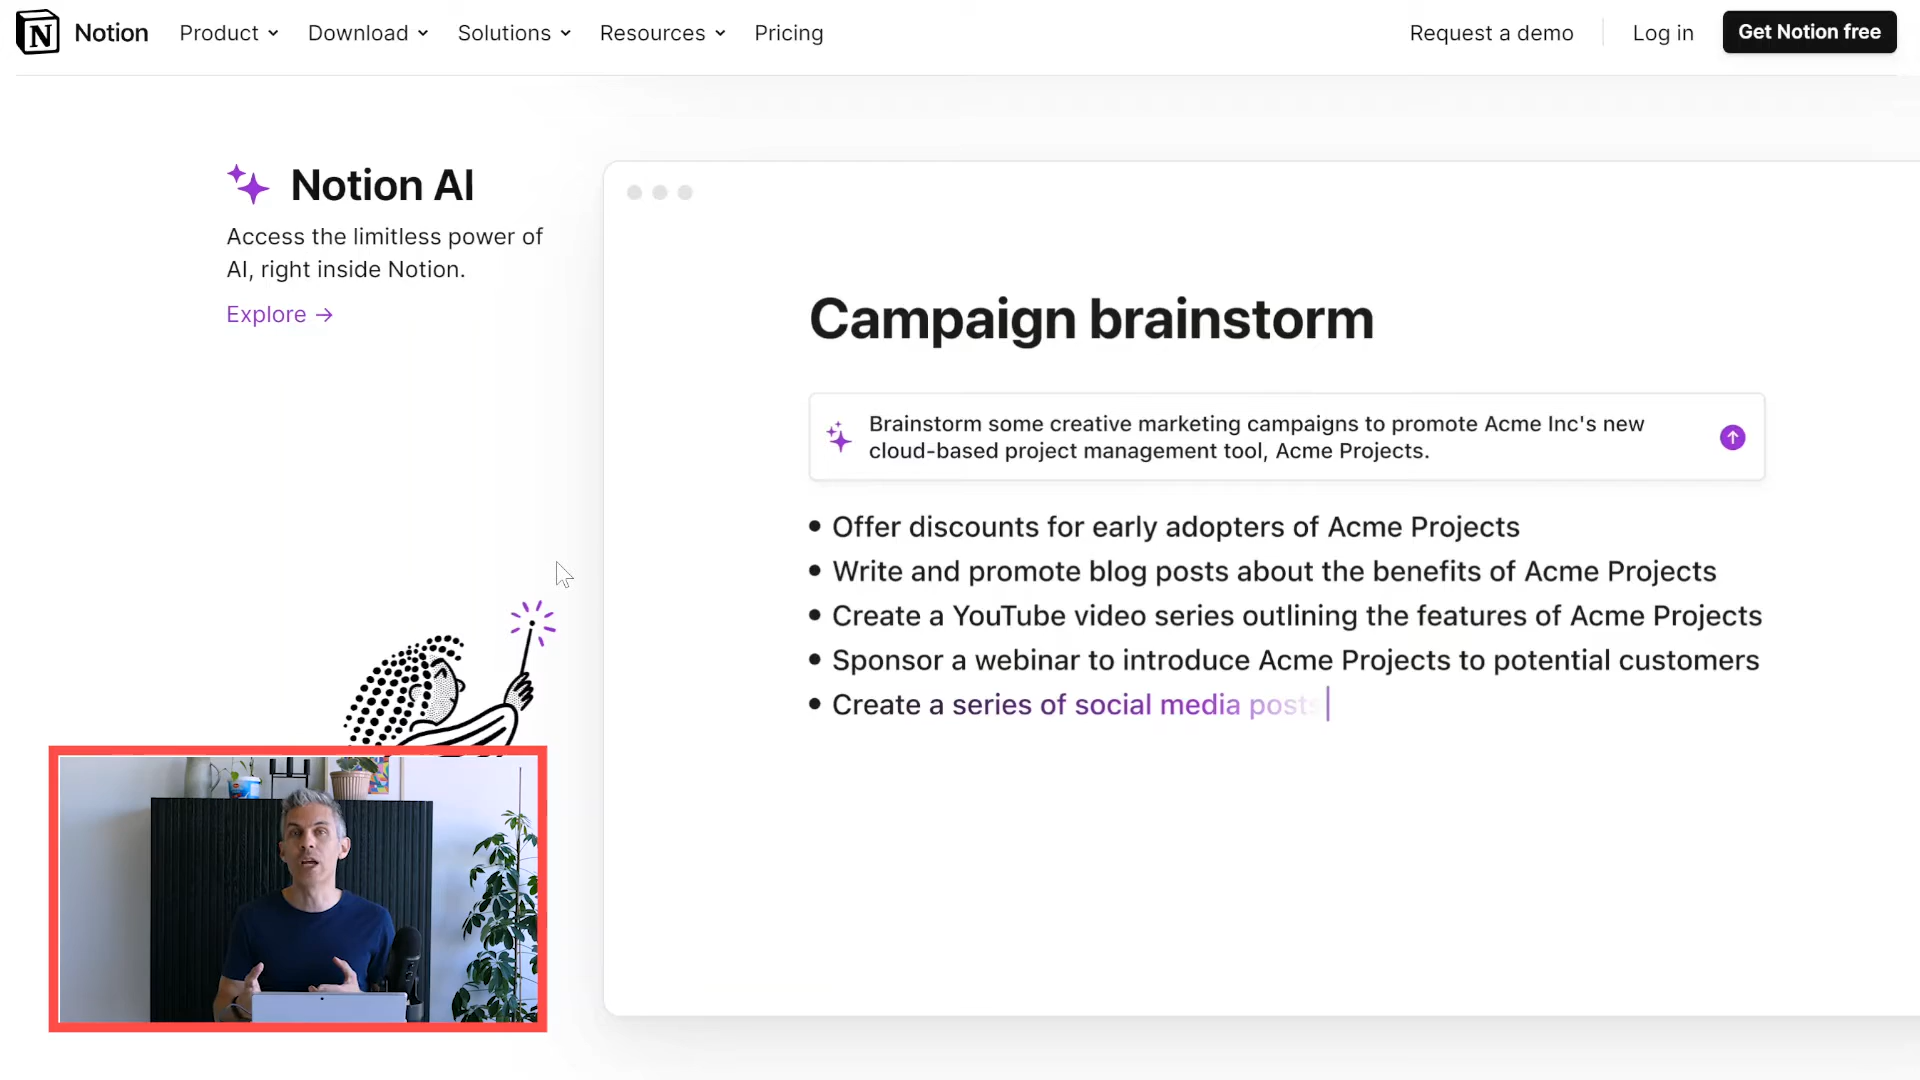 Notion
Product
Download
Solutions
Resources
Pricing
Request a demo
Log in
Get Notion free
Notion AI
Access the limitless power of
AI, right inside Notion.
Explore →
Campaign brainstorm
Brainstorm some creative marketing campaigns to promote Acme Inc's new
cloud-based project management tool, Acme Projects.
• Offer discounts for early adopters of Acme Projects
• Write and promote blog posts about the benefits of Acme Projects
• Create a YouTube video series outlining the features of Acme Projects
• Sponsor a webinar to introduce Acme Projects to potential customers
• Create a series of social media posts